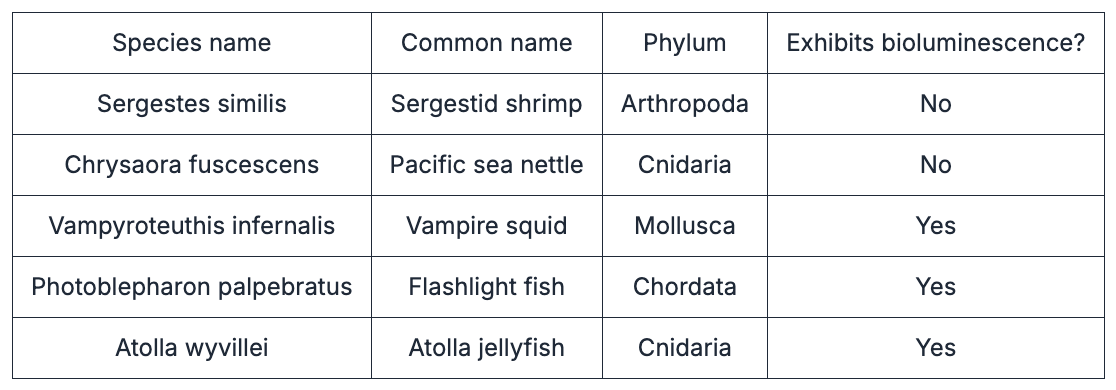 Species name Common name Phylum Exhibits bioluminescence?
Sergestes similis Sergestid shrimp Arthropoda No
Chrysaora fuscescens Pacific sea nettle Cnidaria No
Vampyroteuthis infernalis Vampire squid Mollusca Yes
Photoblepharon palpebratus Flashlight fish Chordata Yes
Atolla wyvillei Atolla jellyfish Cnidaria Yes